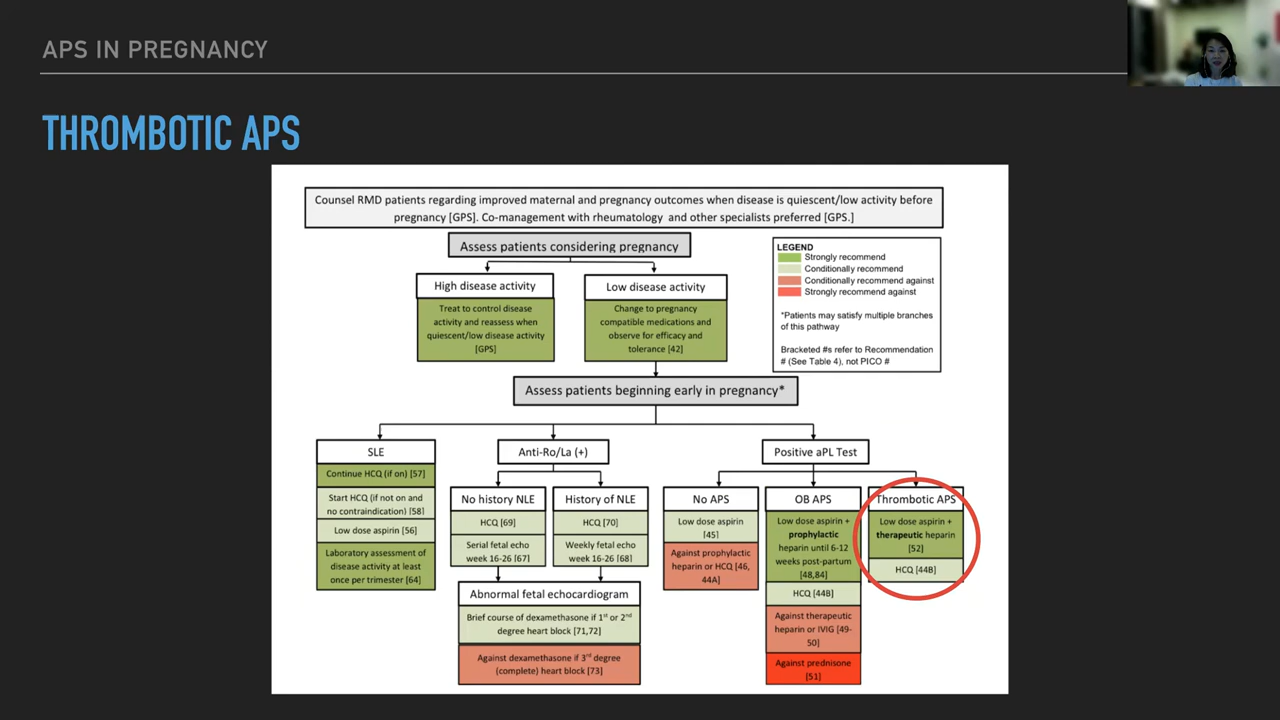 APS IN PREGNANCY
THROMBOTIC APS
Counsel RMD patients regarding improved maternal and pregnancy outcomes when disease is quiescent/low activity before
pregnancy [GPS]. Co-management with rheumatology and other specialists preferred [GPS.]
Assess patients considering pregnancy
High disease activity
Treat to control disease
activity and reassess when
quiescent/low disease activity
[GPS]
Low disease activity
Change to pregnancy
compatible medications and
observe for efficacy and
tolerance [42]
LEGEND
Strongly recommend
Conditionally recommend
Conditionally recommend against
Strongly recommend against
*Patients may satisfy multiple branches
of this pathway
Bracketed #s refer to Recommendation
# (See Table 4), not PICO #
Assess patients beginning early in pregnancy*
SLE
Continue HCQ (if on) [57]
Start HCQ (if not on and
no contraindication) [58]
Low dose aspirin [56]
Laboratory assessment of
disease activity at least
once per trimester [64]
Anti-Ro/La (+)
No history NLE
HCQ [69]
Serial fetal echo
week 16-26 [67]
History of NLE
HCQ [70]
Weekly fetal echo
week 16-26 [68]
Abnormal fetal echocardiogram
Brief course of dexamethasone if 1st or 2nd
degree heart block [71,72]
Against dexamethasone if 3rd degree
(complete) heart block [73]
Positive aPL Test
No APS
Low dose aspirin
[45]
Against prophylactic
heparin or HCQ [46,
44A]
OB APS
Low dose aspirin +
prophylactic
heparin until 6-12
weeks post-partum
[48,84]
HCQ [44B]
Against therapeutic
heparin or IVIG [49-
50]
Against prednisone
[51]
Thrombotic APS
Low dose aspirin +
therapeutic heparin
[52]
HCQ [44B]